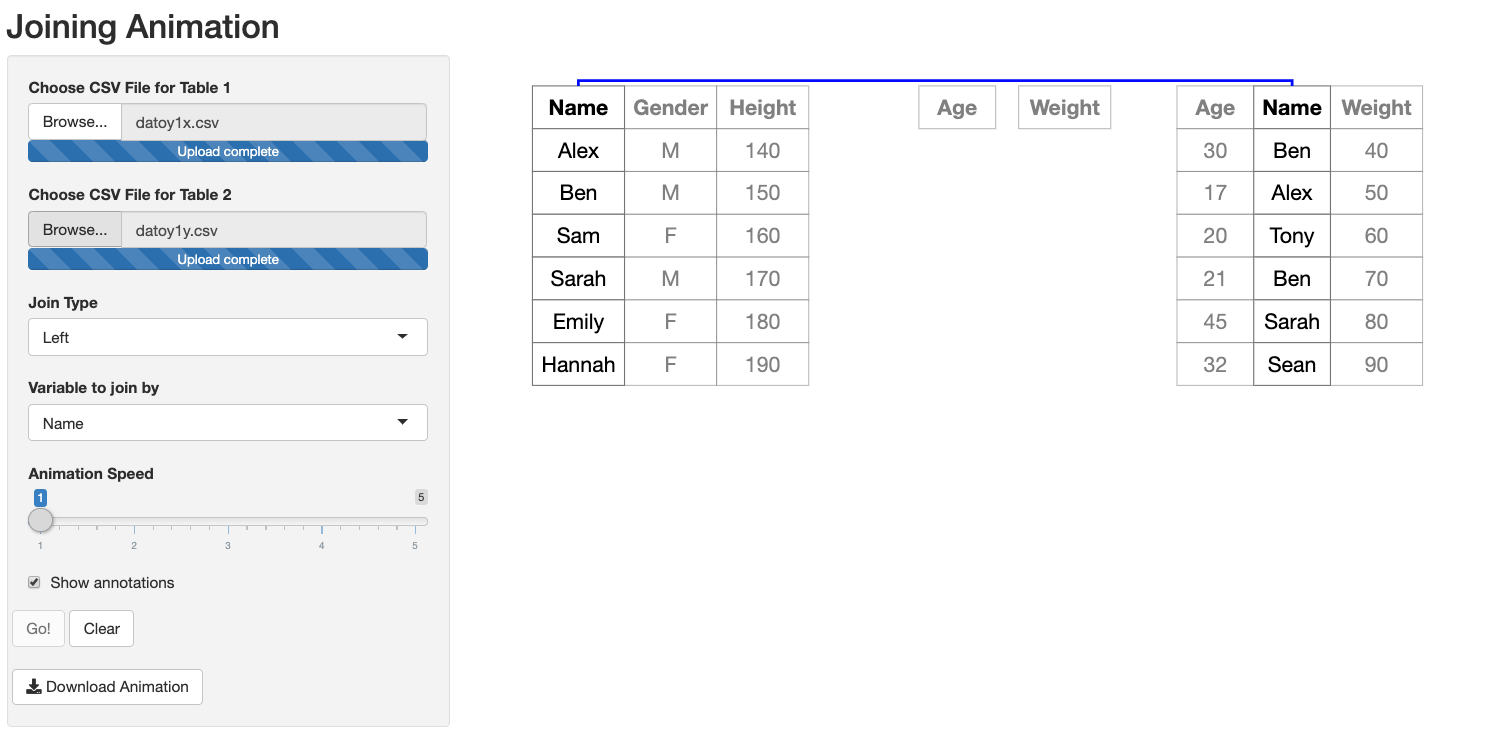 Joining Animation
Choose CSV File for Table 1
Browse... datoy1x.csv
Upload complete
Choose CSV File for Table 2
Browse... datoy1y.csv
Upload complete
Join Type
Left
Variable to join by
Name
Animation Speed
1 5
1 2 3 4 5
Show annotations
Go! Clear
Download Animation
Name Gender Height
Alex M 140
Ben M 150
Sam F 160
Sarah M 170
Emily F 180
Hannah F 190
Age Weight
Age Name Weight
30 Ben 40
17 Alex 50
20 Tony 60
21 Ben 70
45 Sarah 80
32 Sean 90